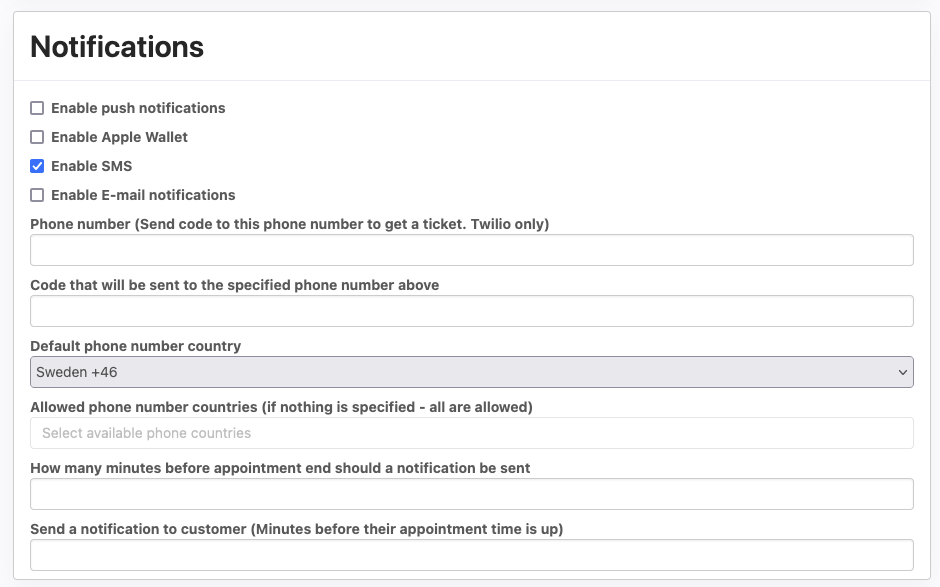 Notifications
Enable push notifications
Enable Apple Wallet
Enable SMS
Enable E-mail notifications
Phone number (Send code to this phone number to get a ticket. Twilio only)
Code that will be sent to the specified phone number above
Default phone number country
Sweden +46
Allowed phone number countries (if nothing is specified - all are allowed)
Select available phone countries
How many minutes before appointment end should a notification be sent
Send a notification to customer (Minutes before their appointment time is up)